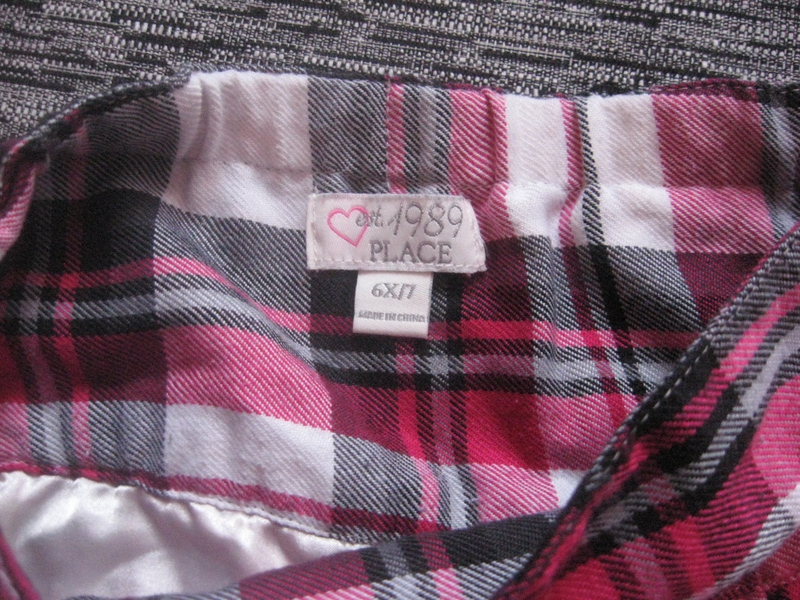 est. 1989
PLACE
6X/7
MADE IN CHINA